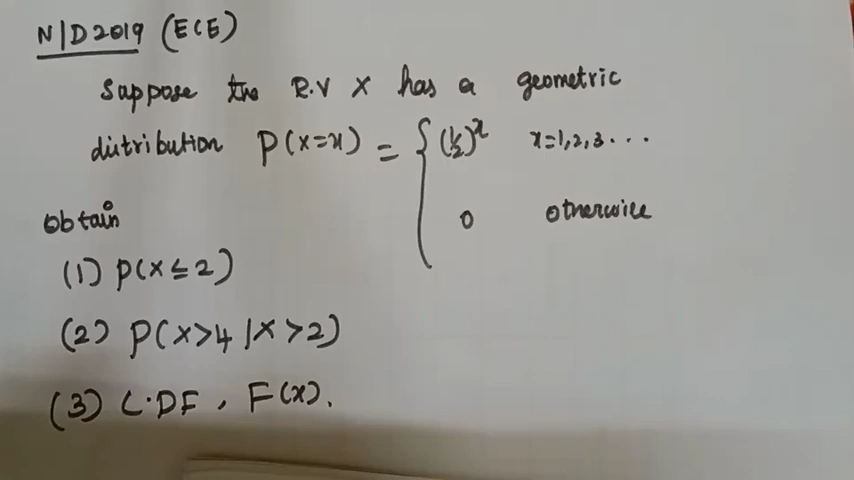 N/D 2019 (ECE)
Suppose the R.V X has a geometric
distribution P(X=x) = { (1/2)^x x=1,2,3...
0 otherwise
Obtain
(1) P(X≤2)
(2) P(X>4 | X>2)
(3) C.DF, F(x).